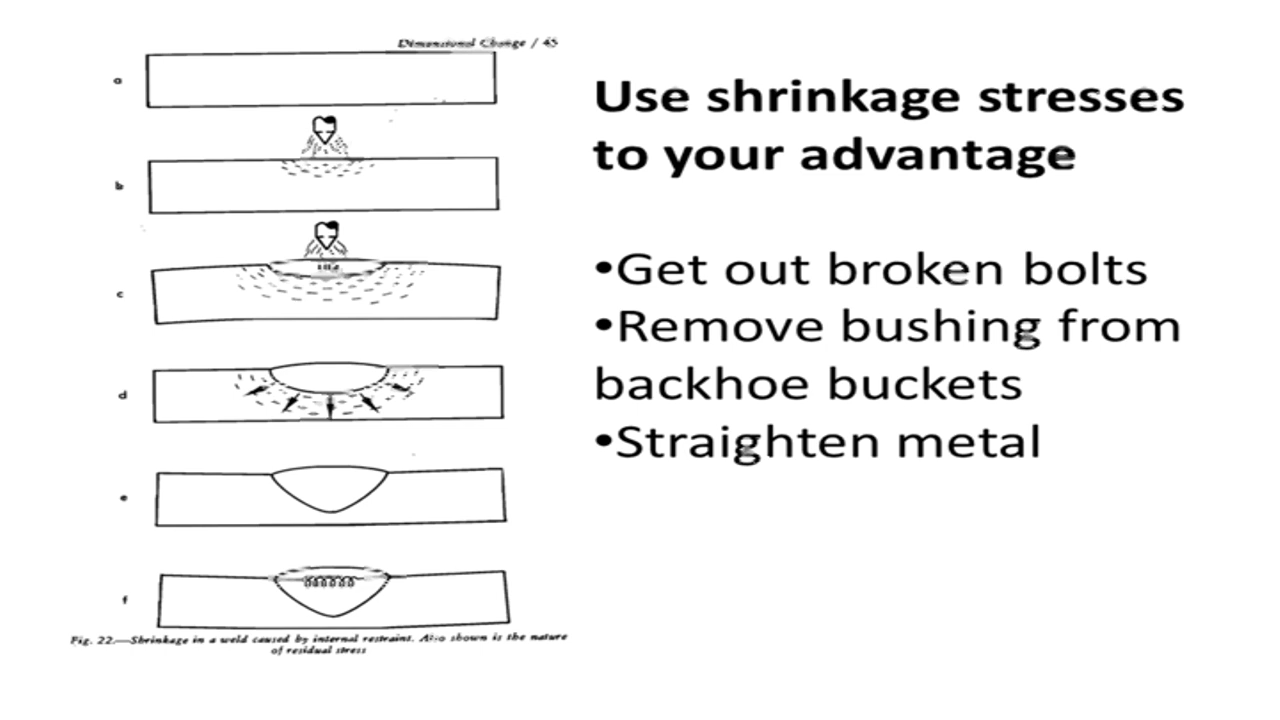 Dimensional Change / 45
a
b
c
d
e
f
Fig. 22.—Shrinkage in a weld caused by internal restraint. Also shown is the nature
of residual stress
Use shrinkage stresses
to your advantage
•Get out broken bolts
•Remove bushing from
backhoe buckets
•Straighten metal